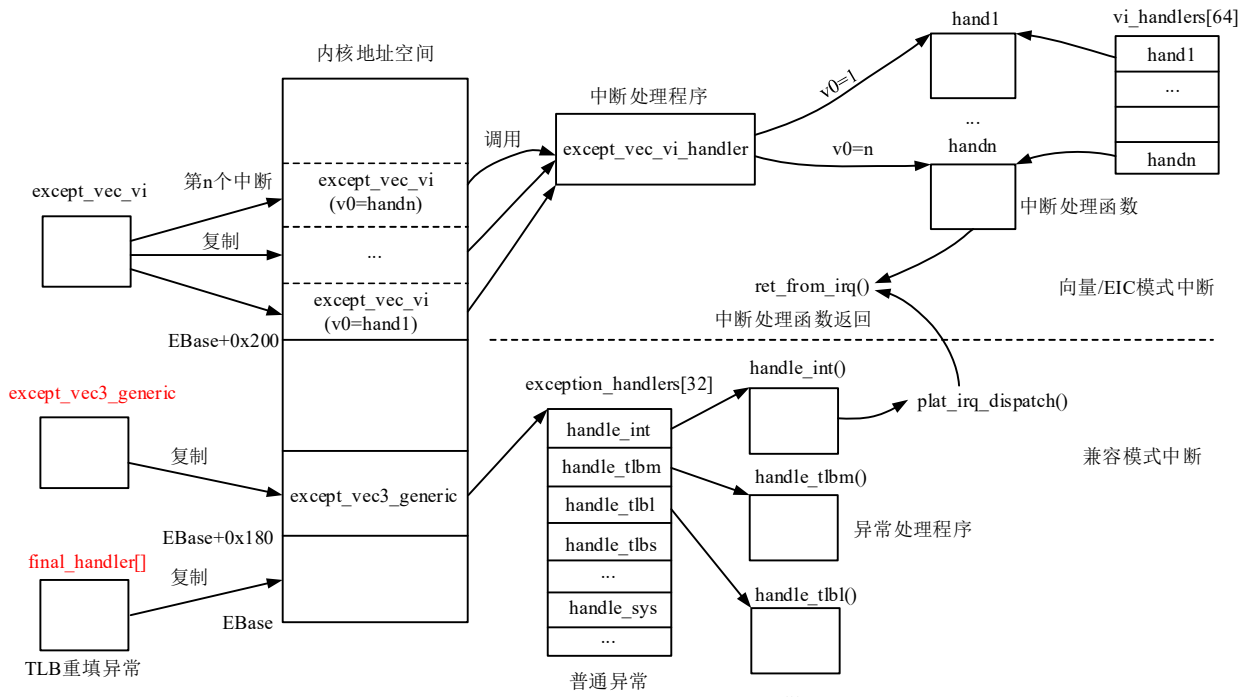 hand1
vi_handlers[64]
内核地址空间
hand1
中断处理程序
v0=1
...
调用
...
except_vec_vi_handler
v0=n
handn
handn
except_vec_vi
第n个中断
except_vec_vi
(v0=handn)
中断处理函数
复制
...
ret_from_irq()
向量/EIC模式中断
except_vec_vi
(v0=hand1)
中断处理函数返回
EBase+0x200
handle_int()
except_vec3_generic
exception_handlers[32]
plat_irq_dispatch()
handle_int
复制
兼容模式中断
handle_tlbm
handle_tlbm()
except_vec3_generic
handle_tlbl
异常处理程序
EBase+0x180
handle_tlbs
final_handler[]
复制
...
handle_tlbl()
handle_sys
EBase
...
TLB重填异常
普通异常